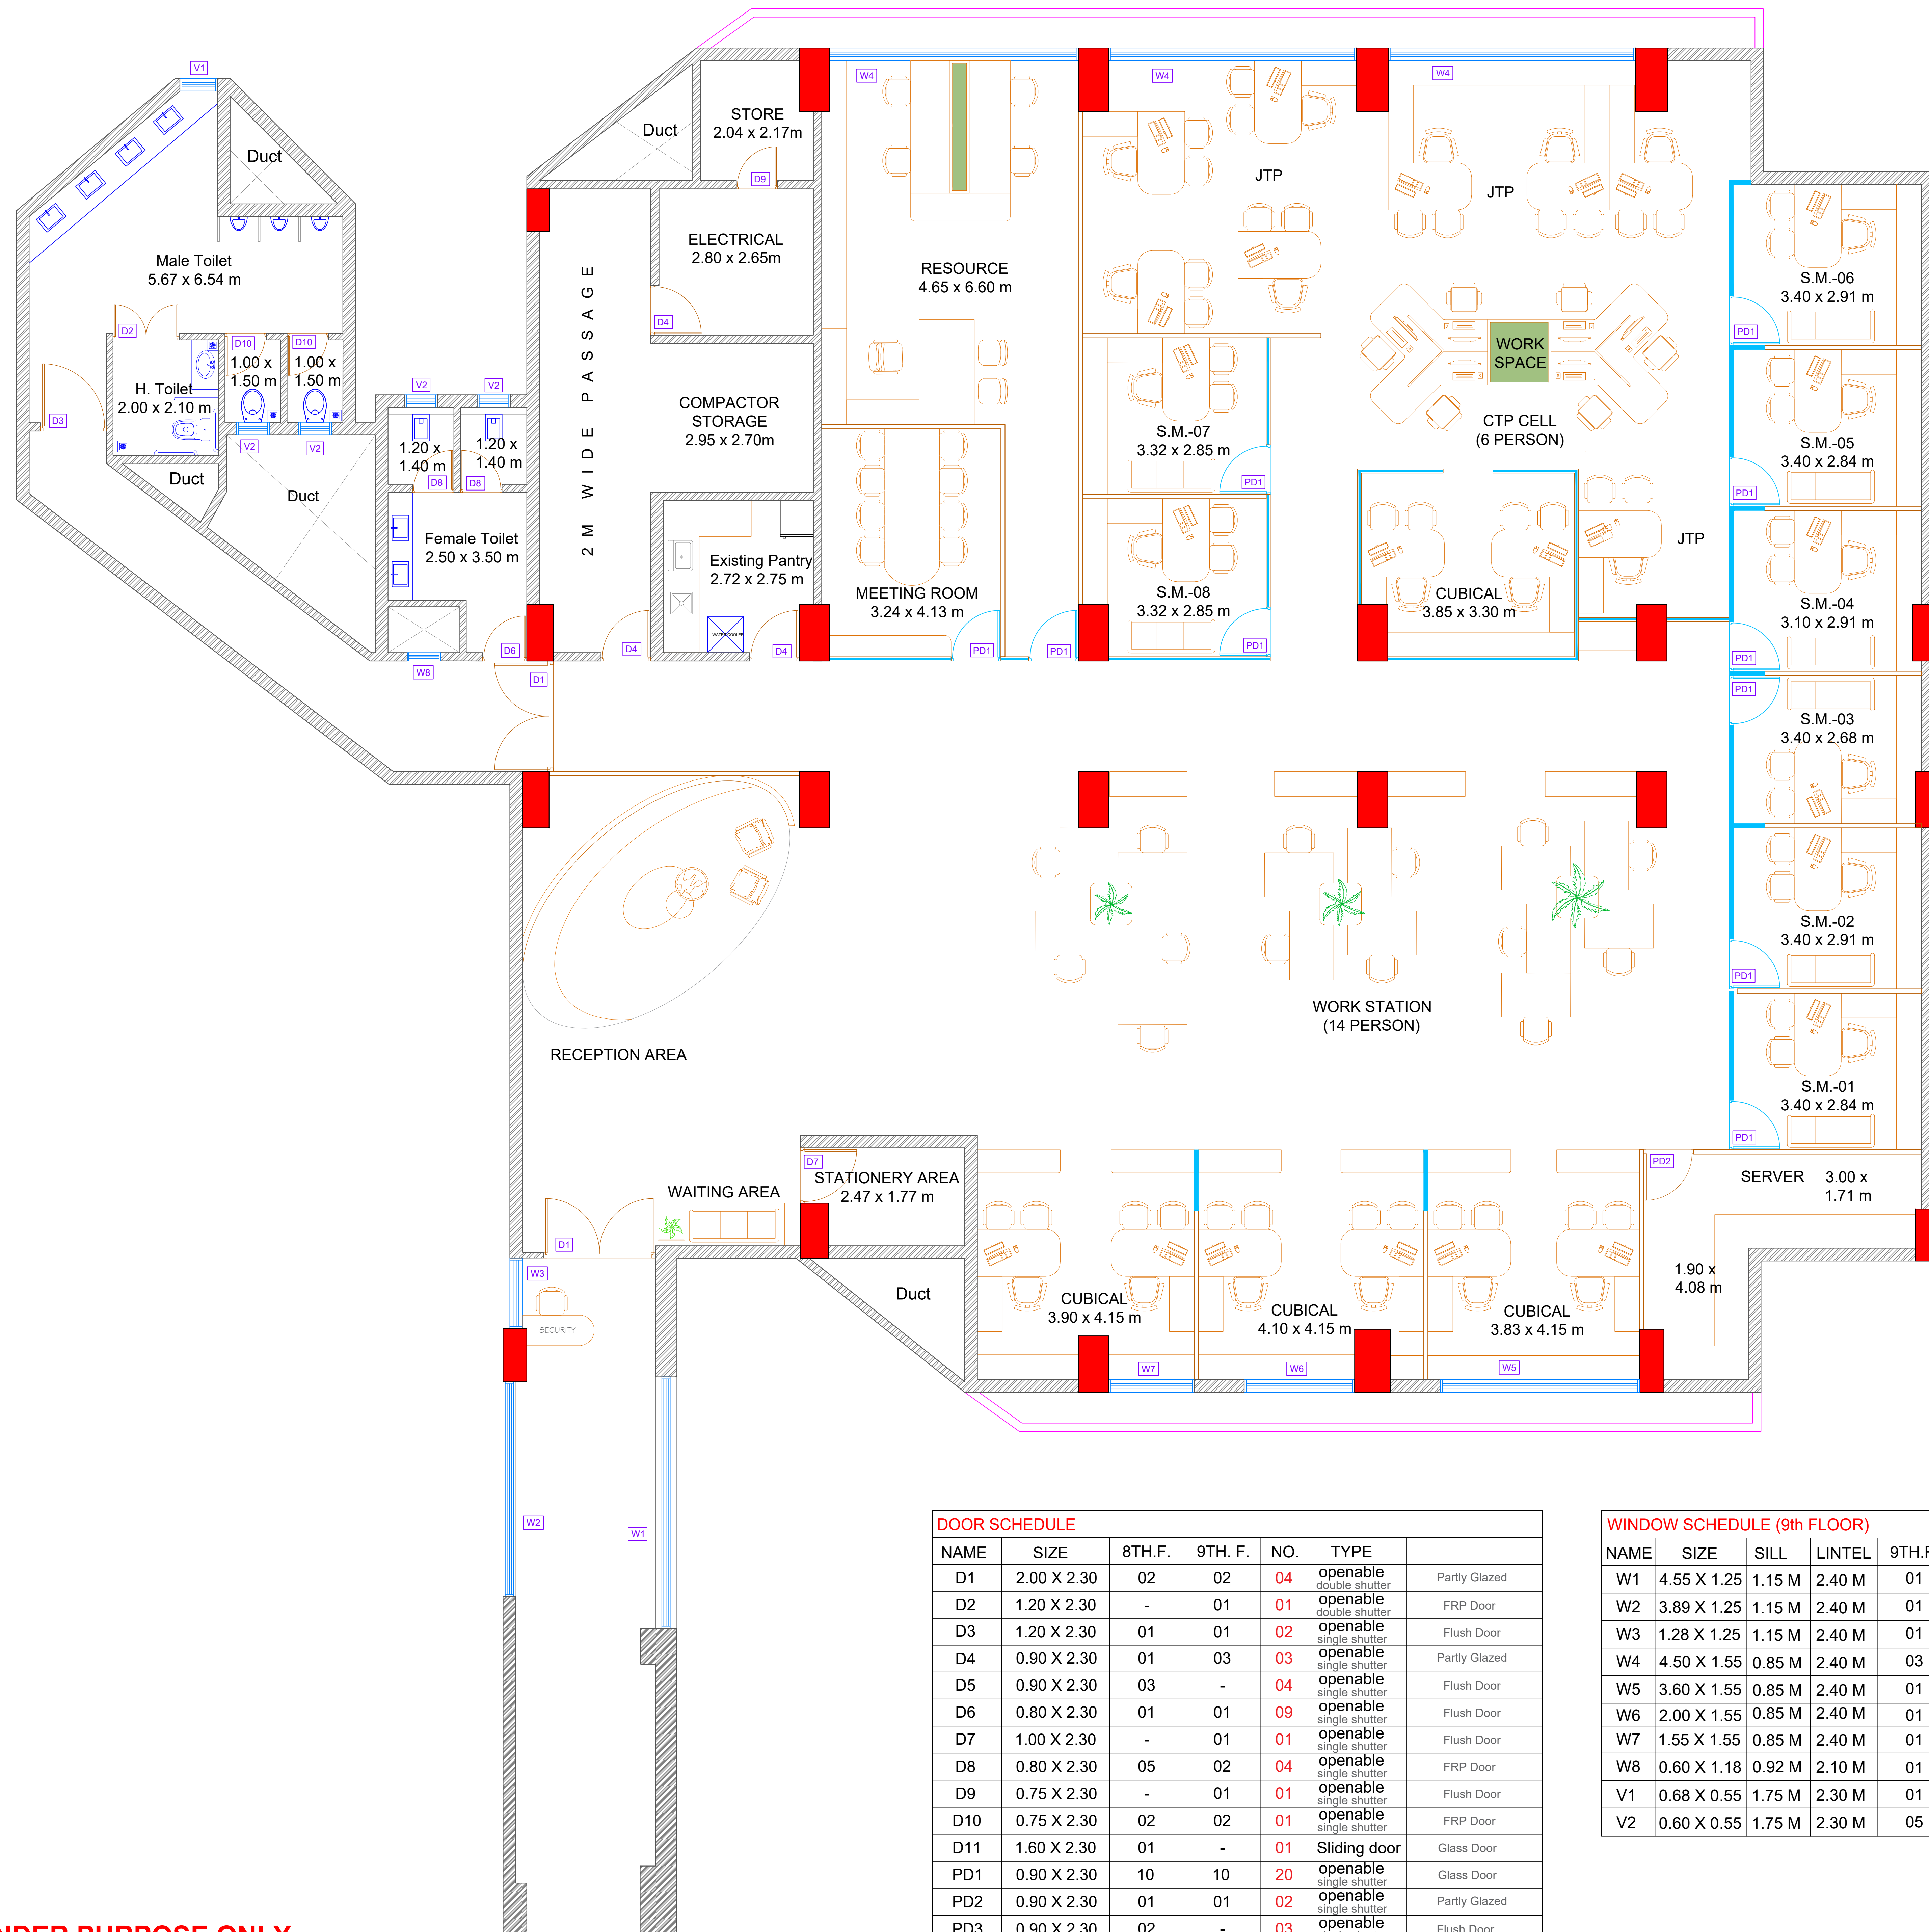 V1
Duct
Male Toilet
5.67 x 6.54 m
D2
D10
D10
1.00 x
1.50 m
1.00 x
1.50 m
H. Toilet
2.00 x 2.10 m
D3
V2
V2
Duct
Duct
V2
V2
1.20 x
1.40 m
1.20 x
1.40 m
D8
D8
Female Toilet
2.50 x 3.50 m
D6
W8
D1
Duct
STORE
2.04 x 2.17m
D9
ELECTRICAL
2.80 x 2.65m
D4
2 M WIDE PASSAGE
COMPACTOR
STORAGE
2.95 x 2.70m
Existing Pantry
2.72 x 2.75 m
WATER COOLER
D4
D4
W4
RESOURCE
4.65 x 6.60 m
MEETING ROOM
3.24 x 4.13 m
PD1
PD1
W4
JTP
S.M.-07
3.32 x 2.85 m
PD1
S.M.-08
3.32 x 2.85 m
PD1
W4
JTP
WORK
SPACE
CTP CELL
(6 PERSON)
CUBICAL
3.85 x 3.30 m
JTP
S.M.-06
3.40 x 2.91 m
PD1
S.M.-05
3.40 x 2.84 m
PD1
S.M.-04
3.10 x 2.91 m
PD1
PD1
S.M.-03
3.40 x 2.68 m
S.M.-02
3.40 x 2.91 m
PD1
S.M.-01
3.40 x 2.84 m
PD1
WORK STATION
(14 PERSON)
RECEPTION AREA
WAITING AREA
D7
STATIONERY AREA
2.47 x 1.77 m
D1
W3
SECURITY
Duct
CUBICAL
3.90 x 4.15 m
CUBICAL
4.10 x 4.15 m
CUBICAL
3.83 x 4.15 m
PD2
SERVER 3.00 x
1.71 m
1.90 x
4.08 m
W7
W6
W5
W2
W1
DOOR SCHEDULE
NAME SIZE 8TH.F. 9TH. F. NO. TYPE
D1 2.00 X 2.30 02 02 04 openable double shutter Partly Glazed
D2 1.20 X 2.30 - 01 01 openable double shutter FRP Door
D3 1.20 X 2.30 01 01 02 openable single shutter Flush Door
D4 0.90 X 2.30 01 03 03 openable single shutter Partly Glazed
D5 0.90 X 2.30 03 - 04 openable single shutter Flush Door
D6 0.80 X 2.30 01 01 09 openable single shutter Flush Door
D7 1.00 X 2.30 - 01 01 openable single shutter Flush Door
D8 0.80 X 2.30 05 02 04 openable single shutter FRP Door
D9 0.75 X 2.30 - 01 01 openable single shutter Flush Door
D10 0.75 X 2.30 02 02 01 openable single shutter FRP Door
D11 1.60 X 2.30 01 - 01 Sliding door Glass Door
PD1 0.90 X 2.30 10 10 20 openable single shutter Glass Door
PD2 0.90 X 2.30 01 01 02 openable single shutter Partly Glazed
PD3 0.90 X 2.30 02 - 03 openable Flush Door
WINDOW SCHEDULE (9th FLOOR)
NAME SIZE SILL LINTEL 9TH.F
W1 4.55 X 1.25 1.15 M 2.40 M 01
W2 3.89 X 1.25 1.15 M 2.40 M 01
W3 1.28 X 1.25 1.15 M 2.40 M 01
W4 4.50 X 1.55 0.85 M 2.40 M 03
W5 3.60 X 1.55 0.85 M 2.40 M 01
W6 2.00 X 1.55 0.85 M 2.40 M 01
W7 1.55 X 1.55 0.85 M 2.40 M 01
W8 0.60 X 1.18 0.92 M 2.10 M 01
V1 0.68 X 0.55 1.75 M 2.30 M 01
V2 0.60 X 0.55 1.75 M 2.30 M 05
NDER PURPOSE ONLY